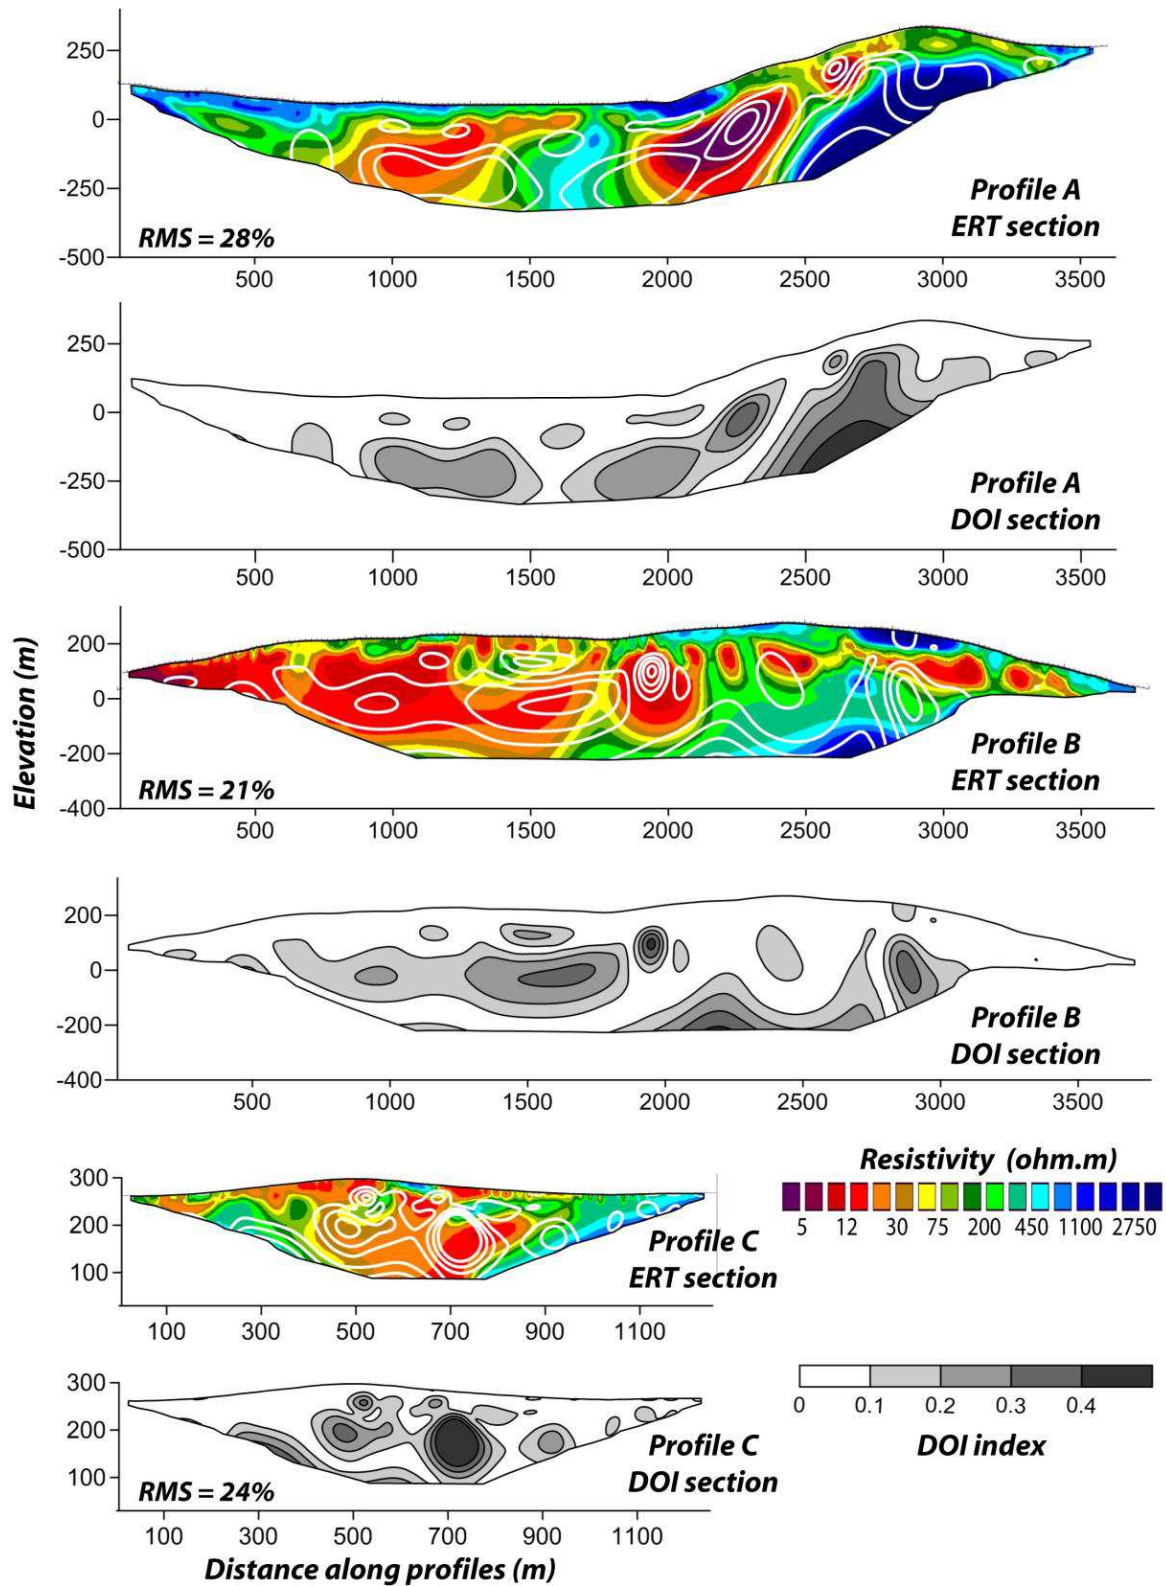 250
0
-250
-500
RMS = 28%
Profile A
ERT section
500 1000 1500 2000 2500 3000 3500
250
0
-250
-500
Profile A
DOI section
500 1000 1500 2000 2500 3000 3500
Elevation (m)
200
0
-200
-400
RMS = 21%
Profile B
ERT section
500 1000 1500 2000 2500 3000 3500
200
0
-200
-400
Profile B
DOI section
500 1000 1500 2000 2500 3000 3500
300
200
100
Profile C
ERT section
100 300 500 700 900 1100
Resistivity (ohm.m)
5 12 30 75 200 450 1100 2750
300
200
100
RMS = 24%
Profile C
DOI section
100 300 500 700 900 1100
0 0.1 0.2 0.3 0.4
DOI index
Distance along profiles (m)